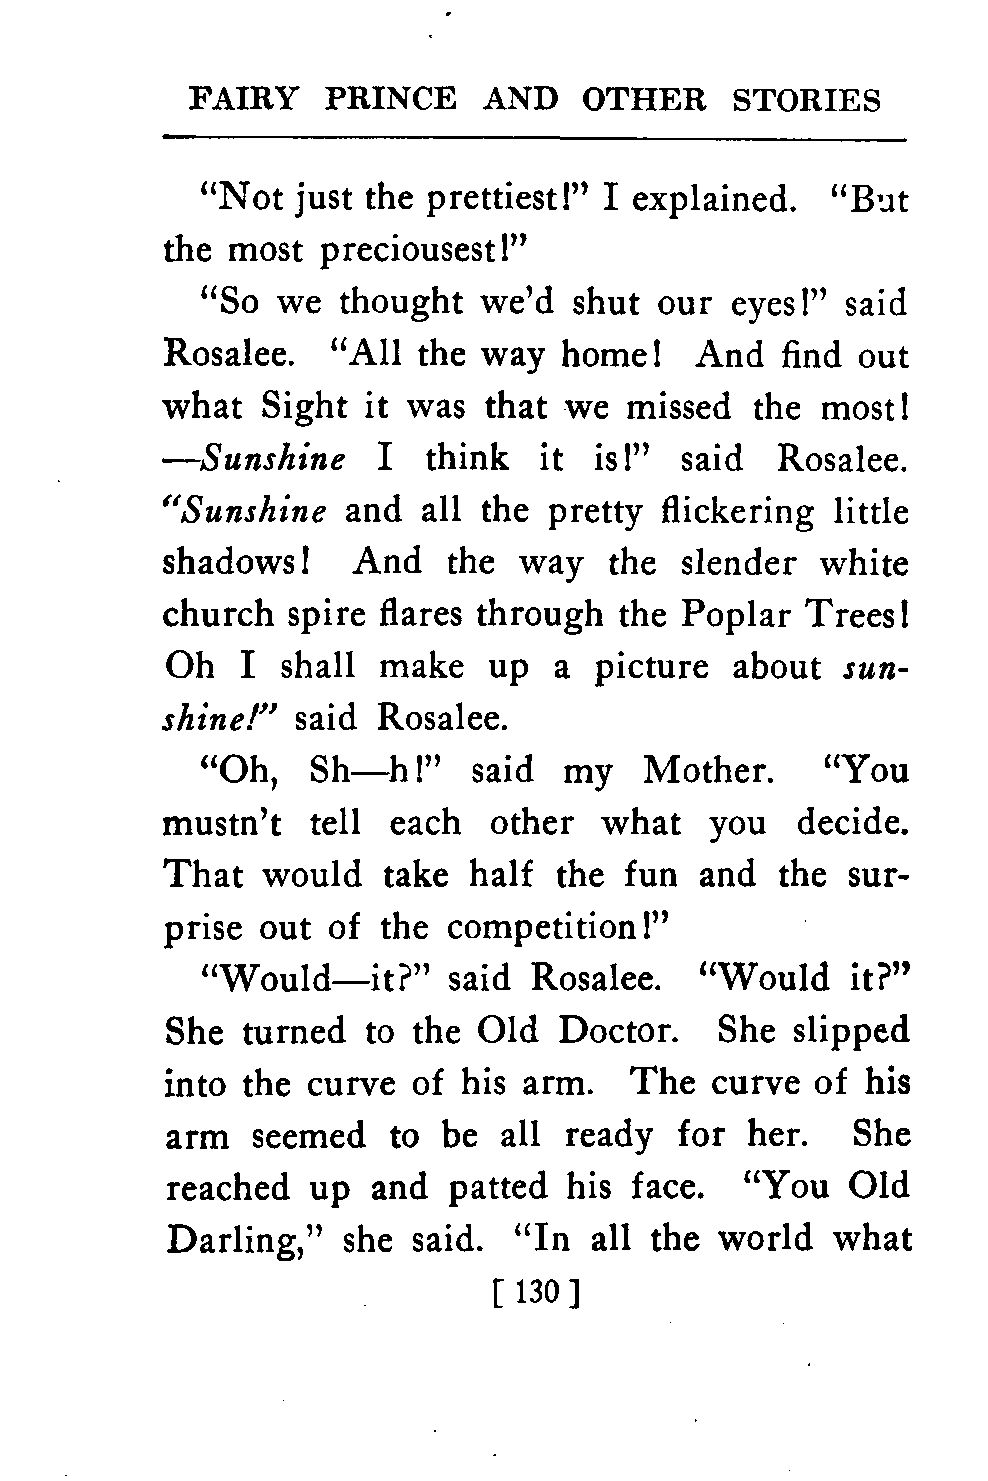 FAIRY PRINCE AND OTHER STORIES
“Not just the prettiest!” I explained. “But
the most preciousest!”
“So we thought we’d shut our eyes!” said
Rosalee. “All the way home! And find out
what Sight it was that we missed the most!
—Sunshine I think it is!” said Rosalee.
“Sunshine and all the pretty flickering little
shadows! And the way the slender white
church spire flares through the Poplar Trees!
Oh I shall make up a picture about sun-
shine!” said Rosalee.
“Oh, Sh—h!” said my Mother. “You
mustn’t tell each other what you decide.
That would take half the fun and the sur-
prise out of the competition!”
“Would—it?” said Rosalee. “Would it?”
She turned to the Old Doctor. She slipped
into the curve of his arm. The curve of his
arm seemed to be all ready for her. She
reached up and patted his face. “You Old
Darling,” she said. “In all the world what
[ 130 ]